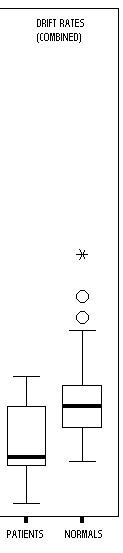 DRIFT RATES
(COMBINED)
PATIENTS NORMALS